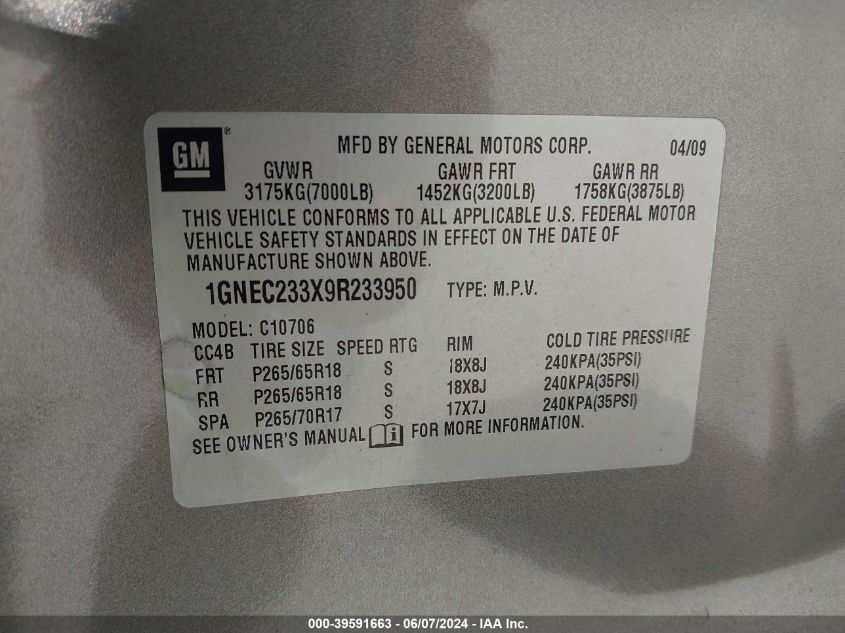 GM®
MFD BY GENERAL MOTORS CORP. 04/09
GVWR GAWR FRT GAWR RR
3175KG(7000LB) 1452KG(3200LB) 1758KG(3875LB)
THIS VEHICLE CONFORMS TO ALL APPLICABLE U.S. FEDERAL MOTOR
VEHICLE SAFETY STANDARDS IN EFFECT ON THE DATE OF
MANUFACTURE SHOWN ABOVE.
1GNEC233X9R233950 TYPE: M.P.V.
MODEL: C10706
CC4B TIRE SIZE SPEED RTG RIM COLD TIRE PRESSURE
FRT P265/65R18 S 18X8J 240KPA(35PSI)
RR P265/65R18 S 18X8J 240KPA(35PSI)
SPA P265/70R17 S 17X7J 240KPA(35PSI)
SEE OWNER'S MANUAL i FOR MORE INFORMATION.
000-39591663 - 06/07/2024 - IAA Inc.